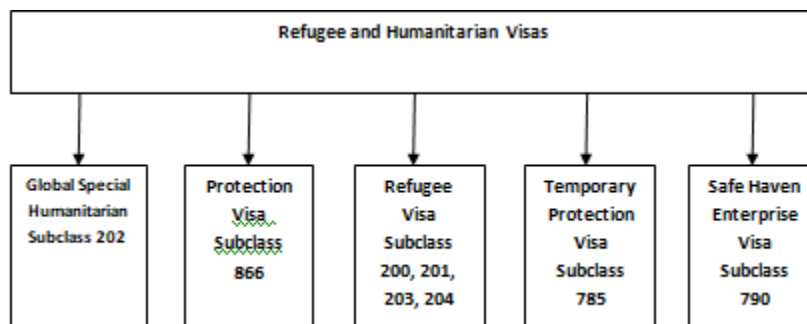 Refugee and Humanitarian Visas
Global Special
Humanitarian
Subclass 202
Protection
Visa
Subclass
866
Refugee
Visa
Subclass
200, 201,
203, 204
Temporary
Protection
Visa
Subclass
785
Safe Haven
Enterprise
Visa
Subclass
790